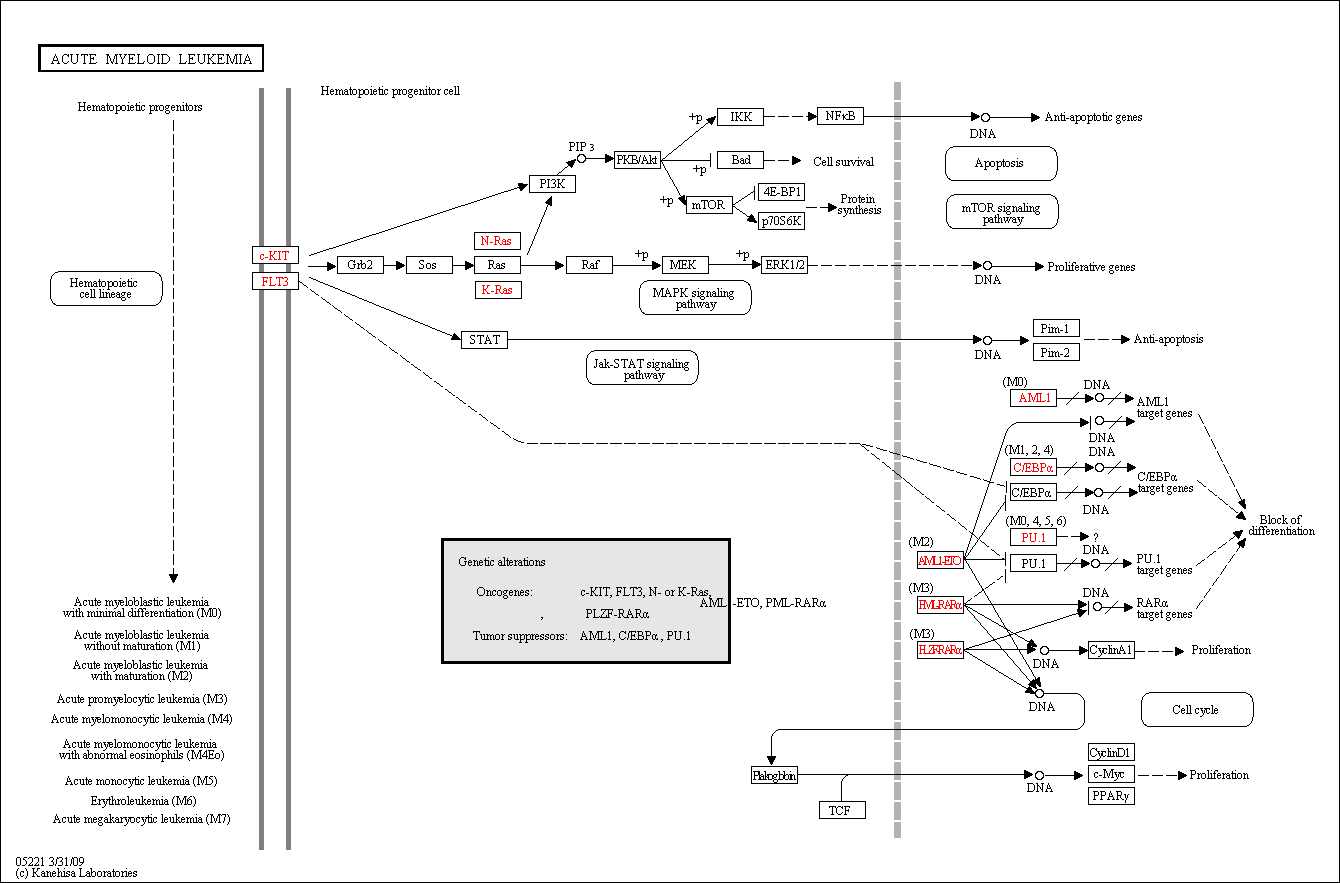 ACUTE MYELOID LEUKEMIA
Hematopoietic progenitor cell
Hematopoietic progenitors
+p
IKK
NFκB
DNA
Anti-apoptotic genes
PIP 3
PKB/Akt
+p
Bad
Cell survival
Apoptosis
PI3K
+p
mTOR
4E-BP1
p70S6K
Protein
synthesis
mTOR signaling
pathway
c-KIT
FLT3
Grb2
Sos
N-Ras
Ras
K-Ras
Raf
+p
MEK
+p
ERK1/2
DNA
Proliferative genes
MAPK signaling
pathway
Hematopoietic
cell lineage
STAT
DNA
Pim-1
Pim-2
Anti-apoptosis
Jak-STAT signaling
pathway
(M0)
AML1
DNA
AML1
target genes
DNA
(M1, 2, 4)
DNA
C/EBPα
C/EBPα
C/EBPα
target genes
DNA
(M0, 4, 5, 6)
PU.1
?
Block of
differentiation
(M2)
AML1-ETO
PU.1
DNA
PU.1
target genes
(M3)
PML-RARα
DNA
RARα
target genes
(M3)
PLZF-RARα
DNA
CyclinA1
Proliferation
DNA
Cell cycle
Genetic alterations
Oncogenes: c-KIT, FLT3, N- or K-Ras,
AML -ETO, PML-RARα
, PLZF-RARα
Tumor suppressors: AML1, C/EBPα , PU.1
Acute myeloblastic leukemia
with minimal differentiation (M0)
Acute myeloblastic leukemia
without maturation (M1)
Acute myeloblastic leukemia
with maturation (M2)
Acute promyelocytic leukemia (M3)
Acute myelomonocytic leukemia (M4)
Acute myelomonocytic leukemia
with abnormal eosinophils (M4Eo)
Acute monocytic leukemia (M5)
Erythroleukemia (M6)
Acute megakaryocytic leukemia (M7)
Plakoglobin
TCF
DNA
CyclinD1
c-Myc
PPARγ
Proliferation
05221 3/31/09
(c) Kanehisa Laboratories